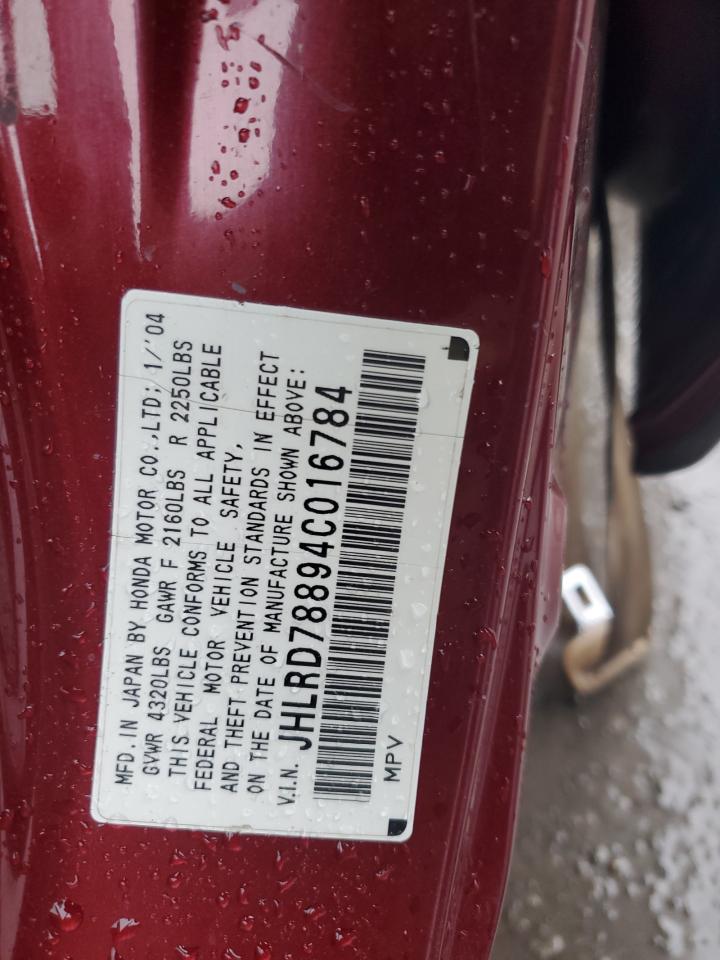 MFD.IN JAPAN BY HONDA MOTOR CO.,LTD; 1/'04
GVWR 4320LBS GAWR F 2160LBS R 2250LBS
THIS VEHICLE CONFORMS TO ALL APPLICABLE
FEDERAL MOTOR VEHICLE SAFETY,
AND THEFT PREVENTION STANDARDS IN EFFECT
ON THE DATE OF MANUFACTURE SHOWN ABOVE:
V.I.N. JHLRD78894C016784
MPV